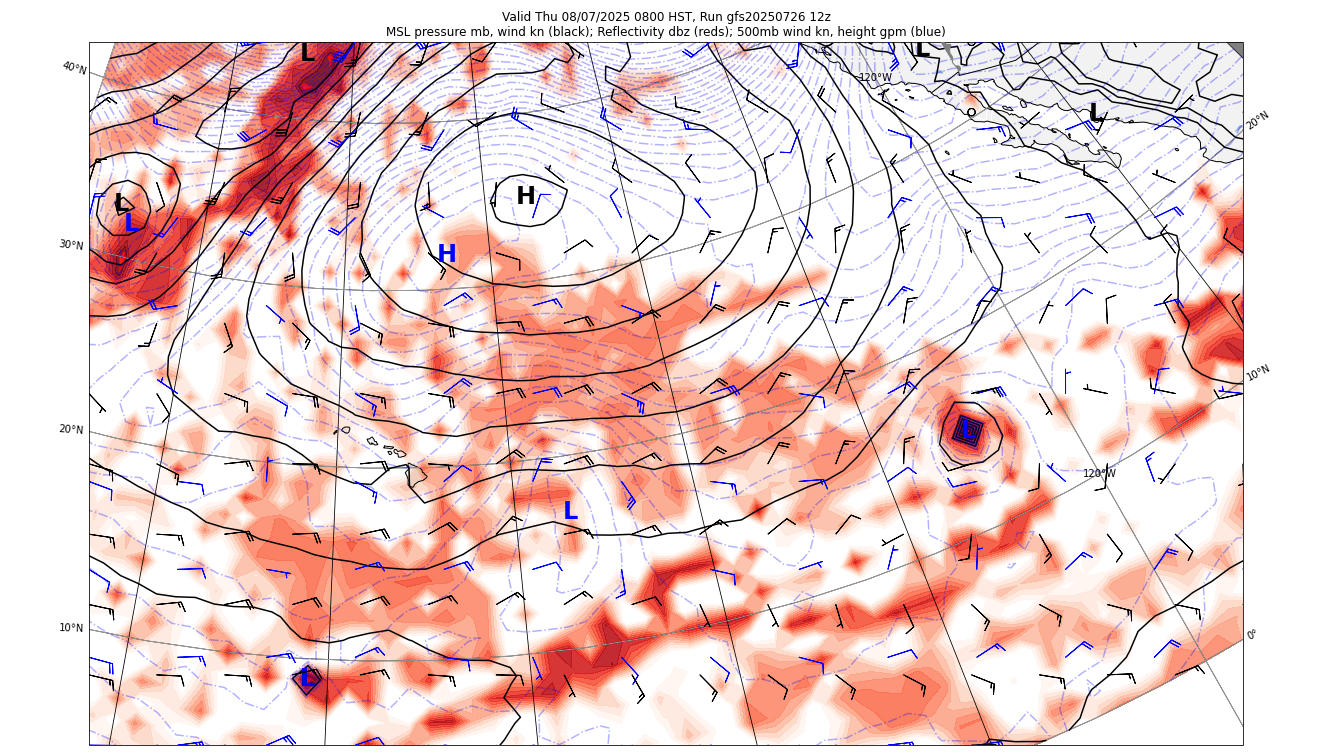 Valid Thu 08/07/2025 0800 HST, Run gfs20250726 12z
MSL pressure mb, wind kn (black); Reflectivity dbz (reds); 500mb wind kn, height gpm (blue)
L
L
40°N
120°W
L
20°N
L
H
L
30°N
H
10°N
20°N
L
120°W
L
10°N
0°
L